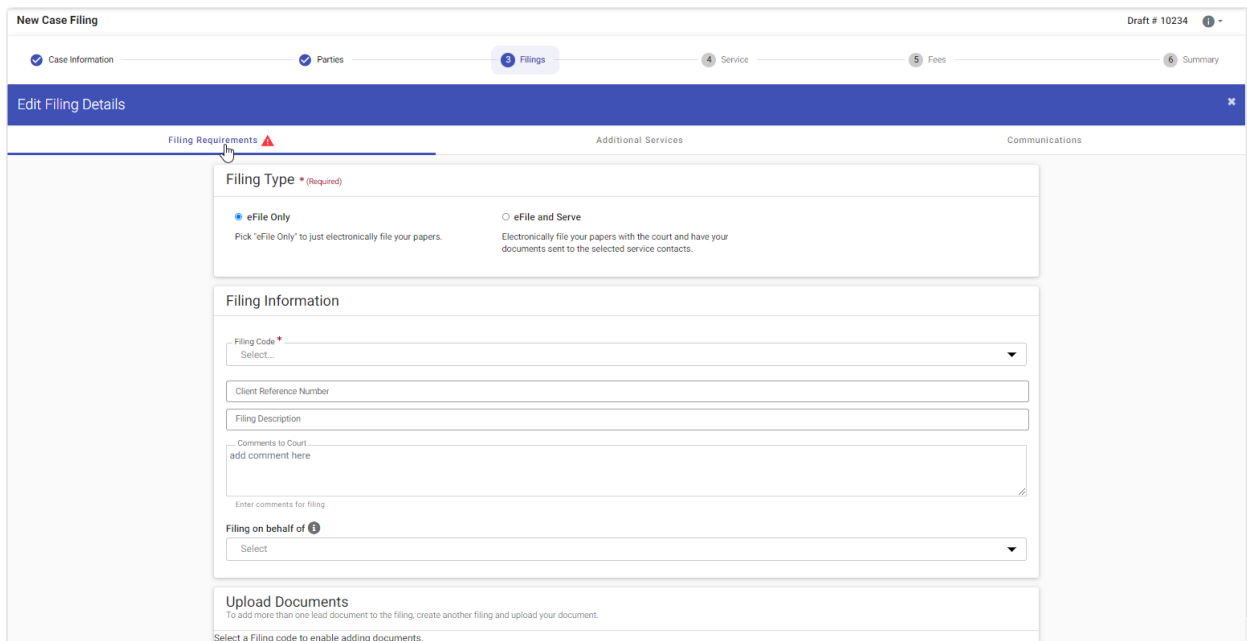 New Case Filing
Draft # 10234
Case Information
Parties
3 Filings
4 Service
5 Fees
6 Summary
Edit Filing Details
Filing Requirements
Additional Services
Communications
Filing Type * (Required)
eFile Only
eFile and Serve
Pick "eFile Only" to just electronically file your papers.
Electronically file your papers with the court and have your
documents sent to the selected service contacts.
Filing Information
Filing Code *
Select...
Client Reference Number
Filing Description
Comments to Court
add comment here
Enter comments for filing
Filing on behalf of
Select
Upload Documents
To add more than one lead document to the filing, create another filing and upload your document.
Select a Filing code to enable adding documents.